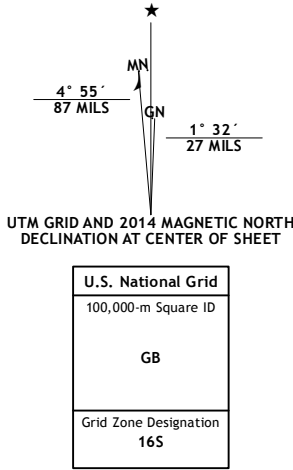 ★
MN
4° 55´
87 MILS
GN
1° 32´
27 MILS
UTM GRID AND 2014 MAGNETIC NORTH
DECLINATION AT CENTER OF SHEET
U.S. National Grid
100,000-m Square ID
GB
Grid Zone Designation
16S